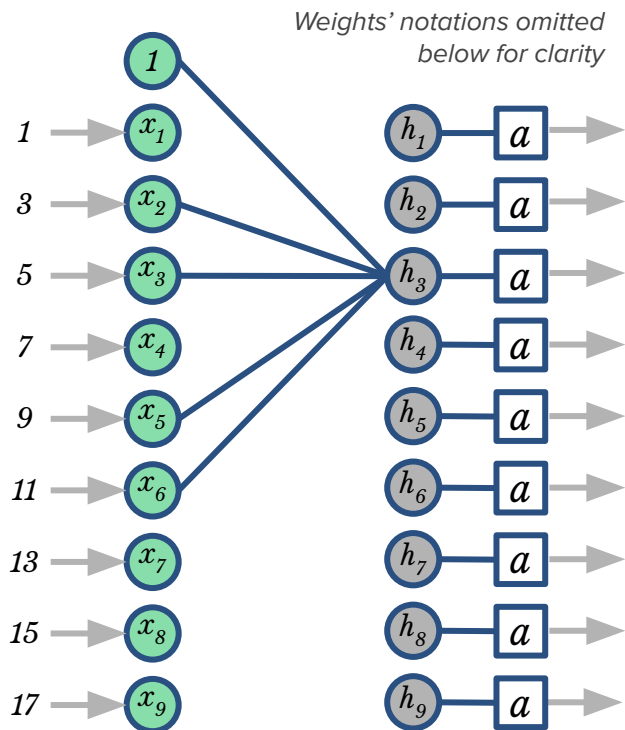 Weights' notations omitted
below for clarity
1
1 x1 h1 a
3 x2 h2 a
5 x3 h3 a
7 x4 h4 a
9 x5 h5 a
11 x6 h6 a
13 x7 h7 a
15 x8 h8 a
17 x9 h9 a